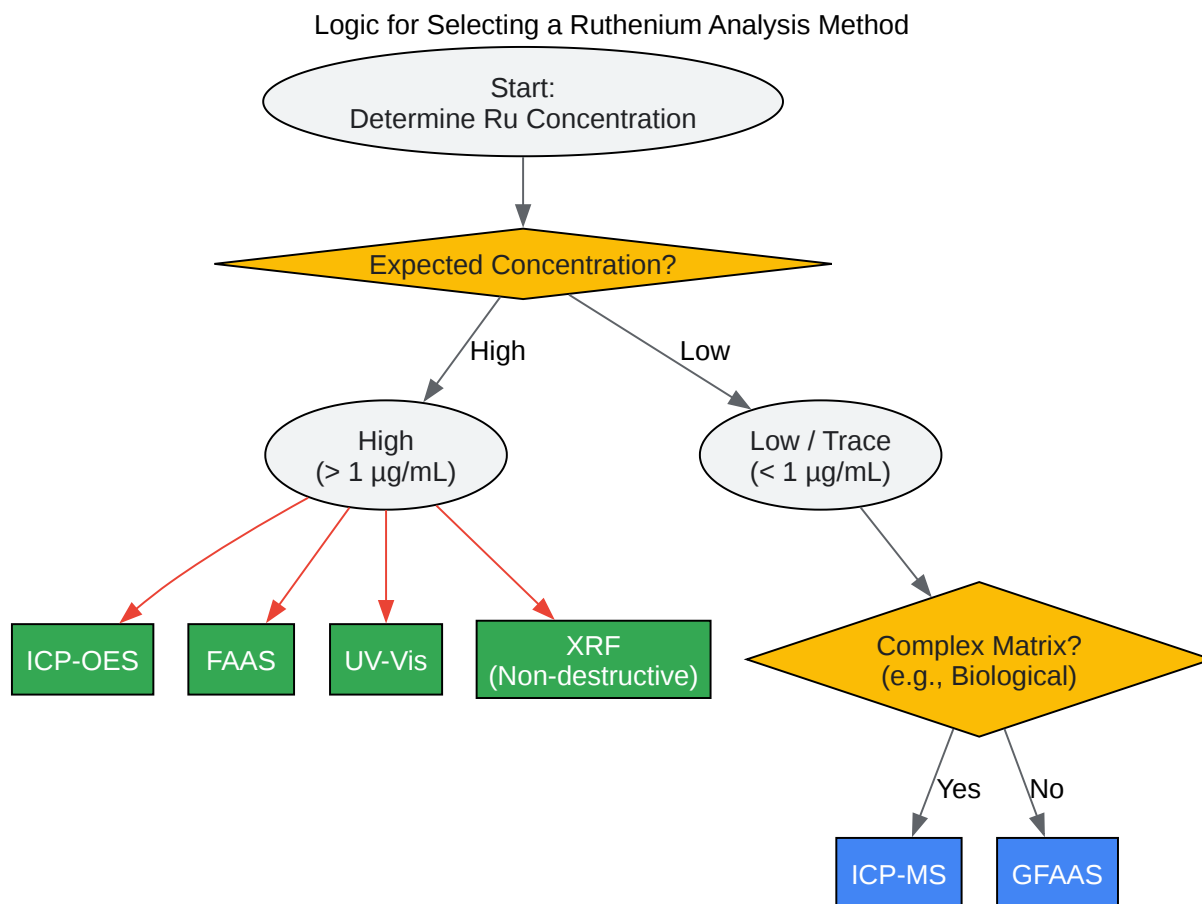 Logic for Selecting a Ruthenium Analysis Method
Start:
Determine Ru Concentration
Expected Concentration?
High
Low
High
(> 1 µg/mL)
Low / Trace
(< 1 µg/mL)
ICP-OES
FAAS
UV-Vis
XRF
(Non-destructive)
Complex Matrix?
(e.g., Biological)
Yes
No
ICP-MS
GFAAS